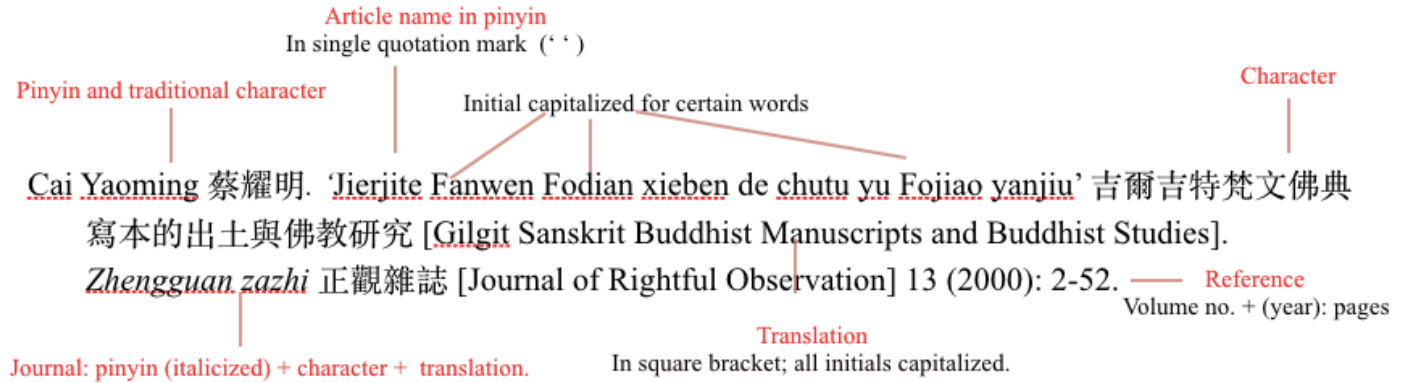 Article name in pinyin
In single quotation mark (‘ ‘ )
Pinyin and traditional character
Initial capitalized for certain words
Character
Cai Yaoming 蔡耀明. ‘Jierjite Fanwen Fodian xieben de chutu yu Fojiao yanjiu’ 吉爾吉特梵文佛典
寫本的出土與佛教研究 [Gilgit Sanskrit Buddhist Manuscripts and Buddhist Studies].
Zhengguan zazhi 正觀雜誌 [Journal of Rightful Observation] 13 (2000): 2-52.
Reference
Volume no. + (year): pages
Translation
In square bracket; all initials capitalized.
Journal: pinyin (italicized) + character + translation.